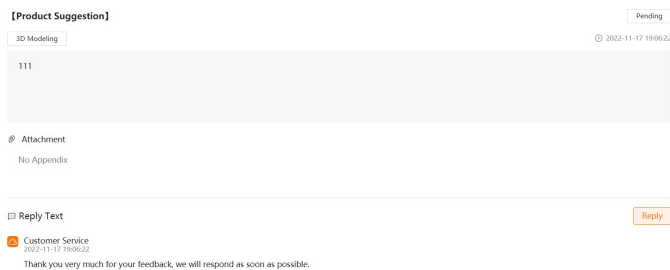 【Product Suggestion】
Pending
3D Modeling
2022-11-17 19:06:22
111
Attachment
No Appendix
Reply Text
Reply
Customer Service
2022-11-17 19:06:22
Thank you very much for your feedback, we will respond as soon as possible.